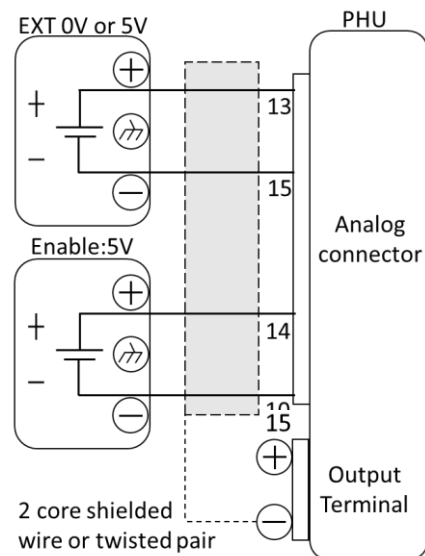 EXT 0V or 5V
PHU
+
13
−
15
Analog
connector
Enable:5V
+
14
−
15
Output
Terminal
2 core shielded
wire or twisted pair